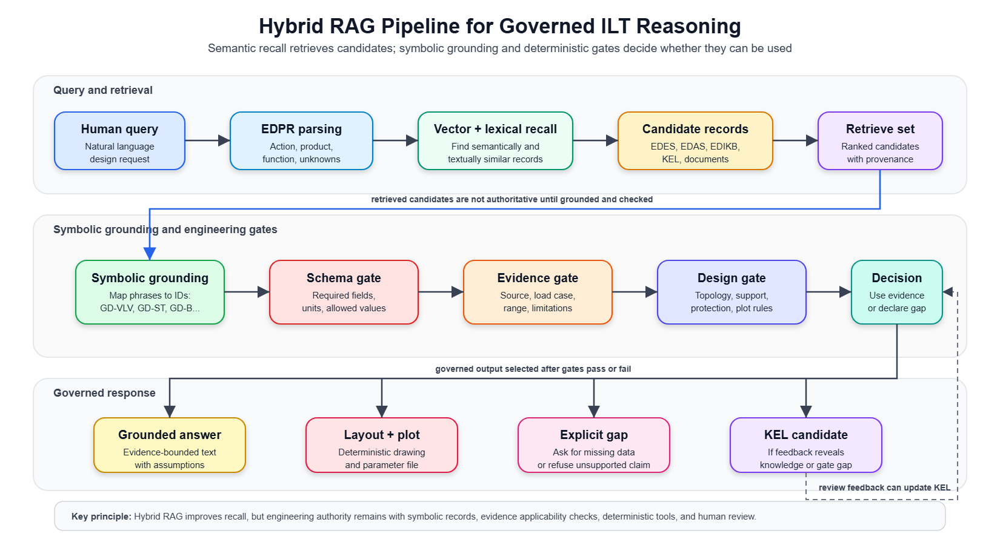 Hybrid RAG Pipeline for Governed ILT Reasoning
Semantic recall retrieves candidates; symbolic grounding and deterministic gates decide whether they can be used
Query and retrieval
Human query
Natural language
design request
EDPR parsing
Action, product,
function, unknowns
Vector + lexical recall
Find semantically and
textually similar records
Candidate records
EDES, EDAS, EDIKB,
KEL, documents
Retrieve set
Ranked candidates
with provenance
retrieved candidates are not authoritative until grounded and checked
Symbolic grounding and engineering gates
Symbolic grounding
Map phrases to IDs:
GD-VLV, GD-ST, GD-B...
Schema gate
Required fields,
units, allowed values
Evidence gate
Source, load case,
range, limitations
Design gate
Topology, support,
protection, plot rules
Decision
Use evidence
or declare gap
governed output selected after gates pass or fail
Governed response
Grounded answer
Evidence-bounded text
with assumptions
Layout + plot
Deterministic drawing
and parameter file
Explicit gap
Ask for missing data
or refuse unsupported claim
KEL candidate
If feedback reveals
knowledge or gate gap
review feedback can update KEL
Key principle: Hybrid RAG improves recall, but engineering authority remains with symbolic records, evidence applicability checks, deterministic tools, and human review.